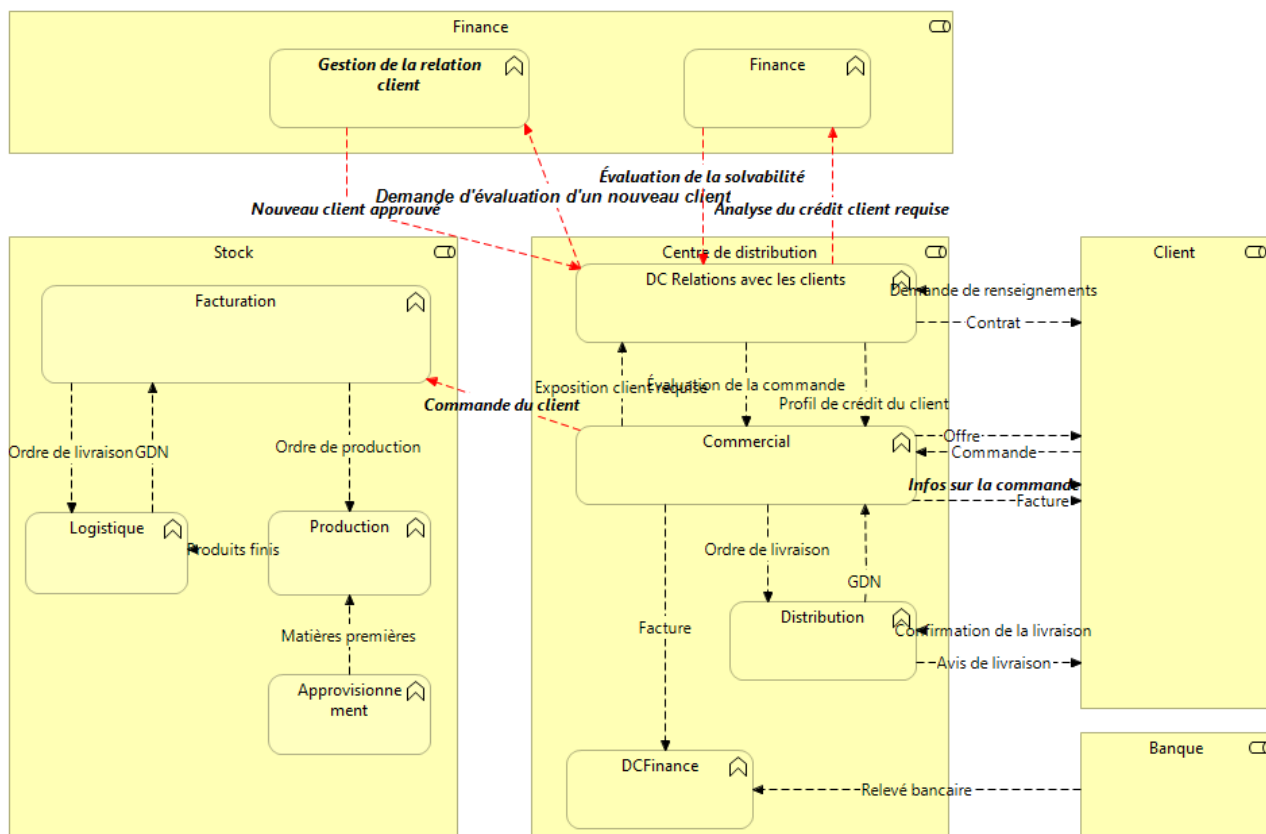 Finance
Gestion de la relation
client
Finance
Évaluation de la solvabilité
Demande d'évaluation d'un nouveau client
Nouveau client approuvé
Analyse du crédit client requise
Stock
Centre de distribution
Client
Facturation
DC Relations avec les clients
Demande de renseignements
Contrat
Exposition client requise
Évaluation de la commande
Profil de crédit du client
Commande du client
Commercial
Offre
Commande
Ordre de livraison
GDN
Ordre de production
Infos sur la commande
Facture
Logistique
Production
Produits finis
Ordre de livraison
GDN
Matières premières
Facture
Distribution
Confirmation de la livraison
Avis de livraison
Approvisionne
ment
DCFinance
Banque
Relevé bancaire